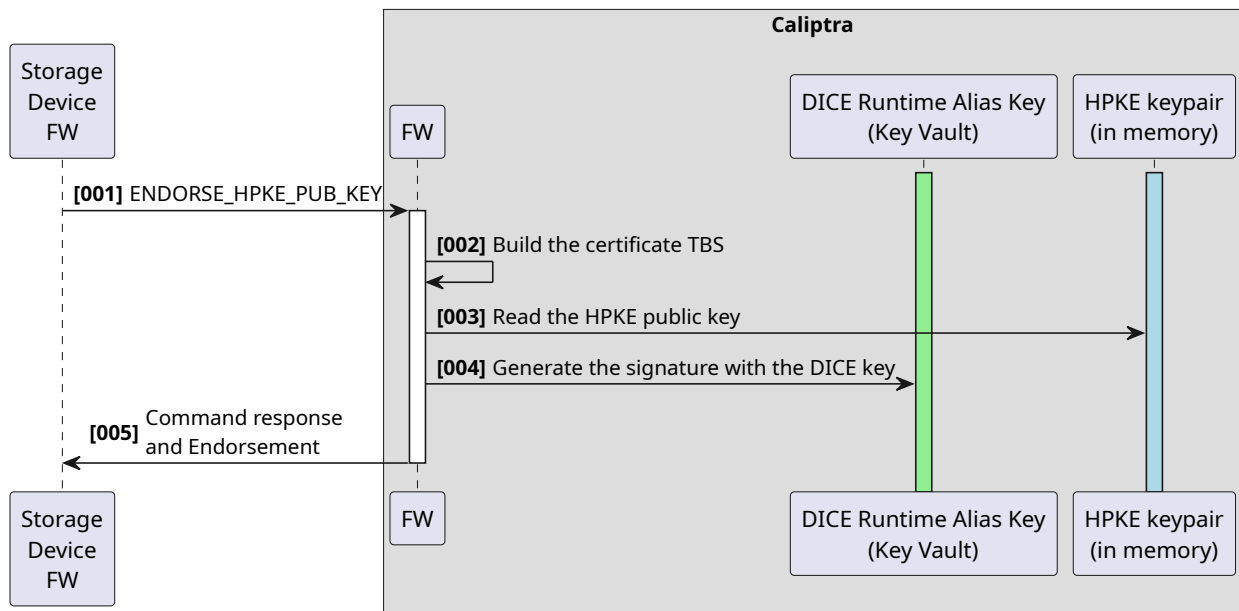 Caliptra
Storage
Device
FW
FW
DICE Runtime Alias Key
(Key Vault)
HPKE keypair
(in memory)
[001] ENDORSE_HPKE_PUB_KEY
[002] Build the certificate TBS
[003] Read the HPKE public key
[004] Generate the signature with the DICE key
[005] Command response
and Endorsement
Storage
Device
FW
FW
DICE Runtime Alias Key
(Key Vault)
HPKE keypair
(in memory)